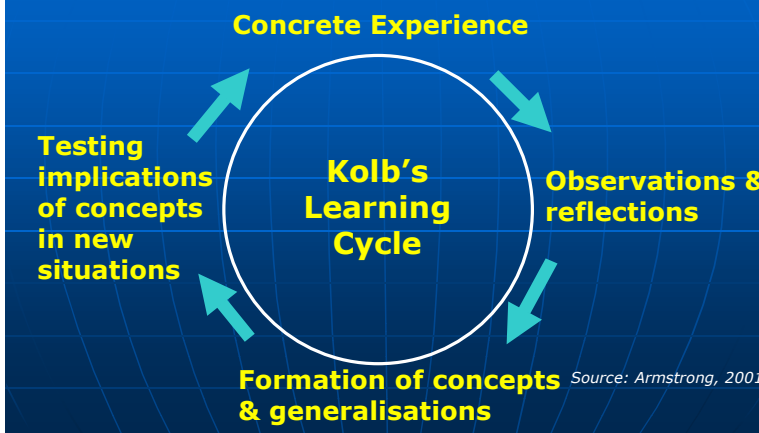 Concrete Experience
Testing
implications
of concepts
in new
situations
Kolb's
Learning
Cycle
Observations &
reflections
Formation of concepts
& generalisations
Source: Armstrong, 2001